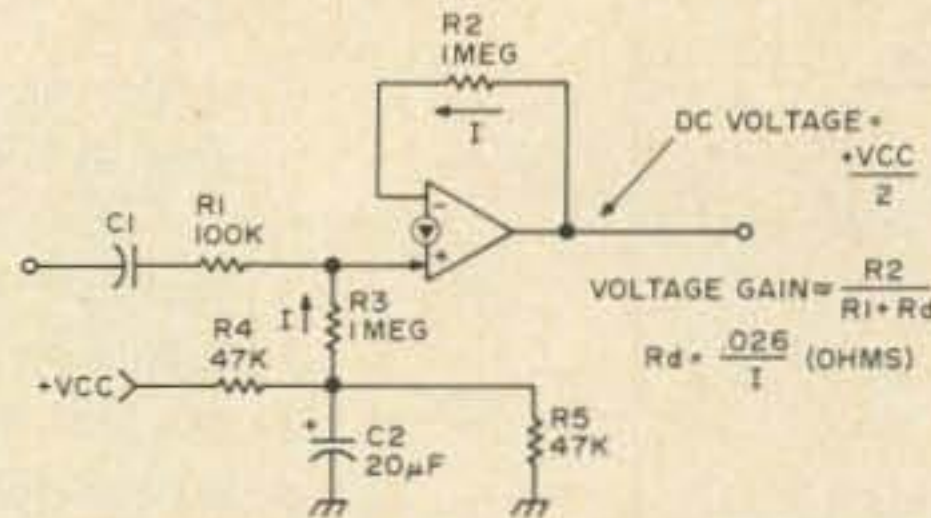 R2
1MEG
I
DC VOLTAGE =
+VCC
2
R1
100K
C1
-
+
VOLTAGE GAIN ≈ R2
R1+Rd
I
R3
1MEG
Rd = .026 (OHMS)
I
R4
47K
+VCC
+
C2
20µF
R5
47K